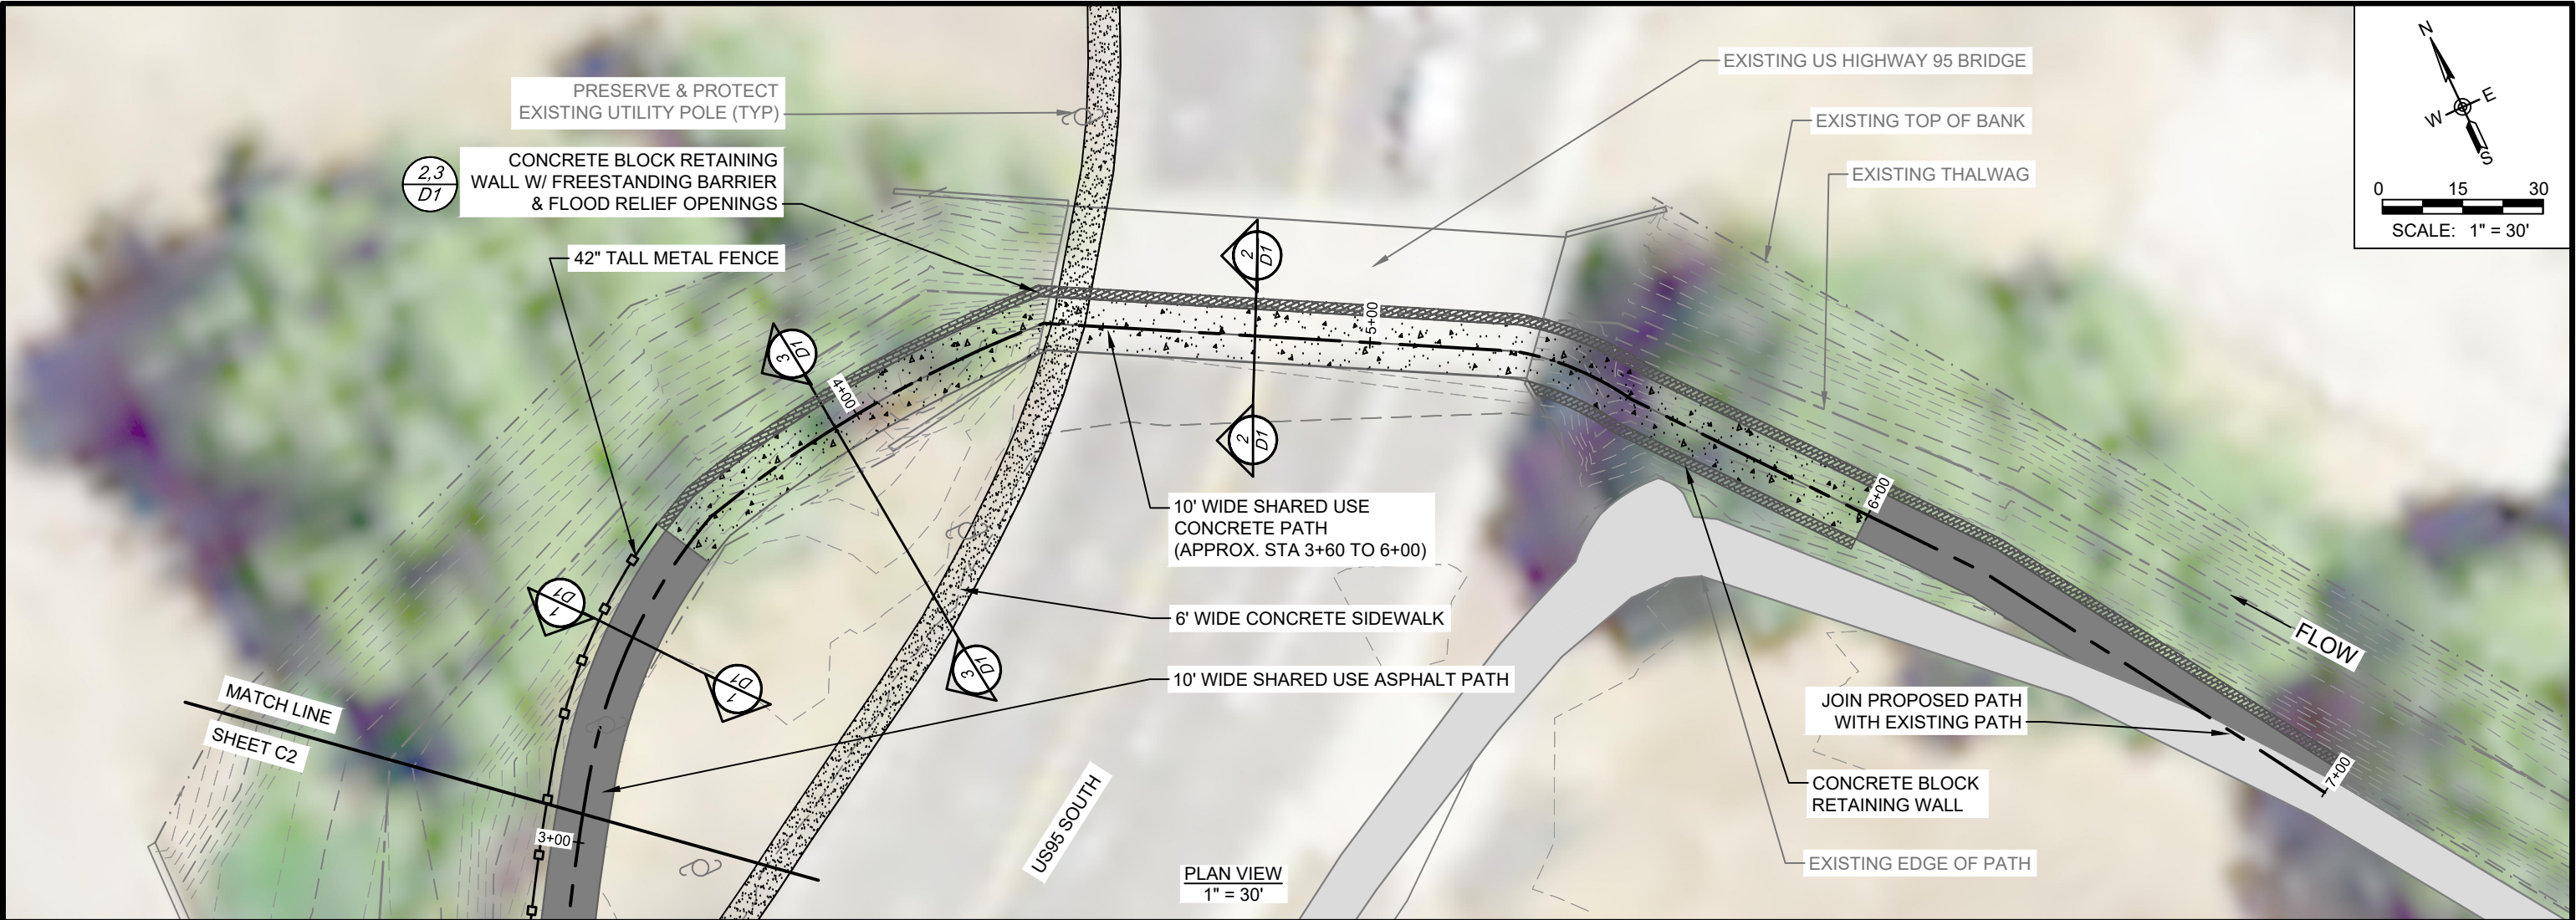 PRESERVE & PROTECT
EXISTING UTILITY POLE (TYP)
2,3
D1
CONCRETE BLOCK RETAINING
WALL W/ FREESTANDING BARRIER
& FLOOD RELIEF OPENINGS
42" TALL METAL FENCE
EXISTING US HIGHWAY 95 BRIDGE
EXISTING TOP OF BANK
EXISTING THALWAG
N
E
W
S
0 15 30
SCALE: 1" = 30'
2
D1
5+00
3
D1
4+00
2
D1
6+00
10' WIDE SHARED USE
CONCRETE PATH
(APPROX. STA 3+60 TO 6+00)
1
D1
6' WIDE CONCRETE SIDEWALK
FLOW
3
D1
1
D1
10' WIDE SHARED USE ASPHALT PATH
MATCH LINE
SHEET C2
JOIN PROPOSED PATH
WITH EXISTING PATH
7+00
CONCRETE BLOCK
RETAINING WALL
US95 SOUTH
3+00
EXISTING EDGE OF PATH
PLAN VIEW
1" = 30'